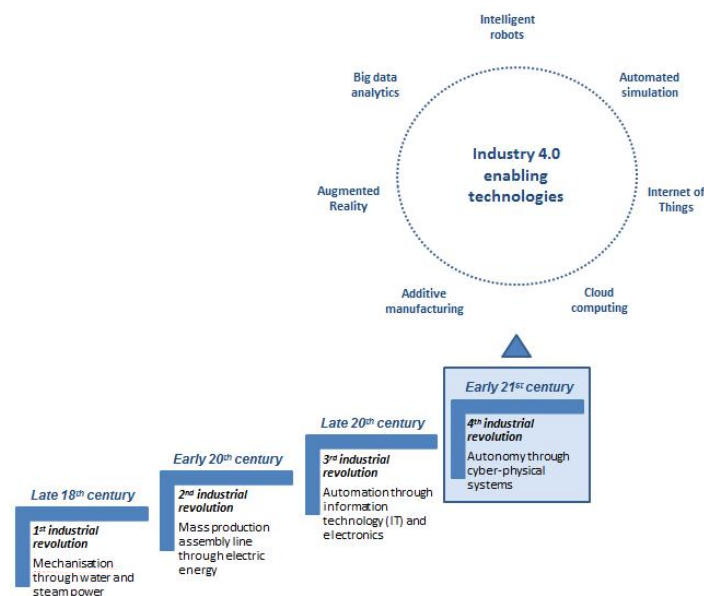 Intelligent
robots
Big data
analytics
Automated
simulation
Industry 4.0
enabling
technologies
Augmented
Reality
Internet of
Things
Additive
manufacturing
Cloud
computing
Early 21st century
4th industrial
revolution
Autonomy through
cyber-physical
systems
Late 20th century
3rd industrial
revolution
Automation through
information
technology (IT) and
electronics
Early 20th century
2nd industrial
revolution
Mass production
assembly line
through electric
energy
Late 18th century
1st industrial
revolution
Mechanisation
through water and
steam power